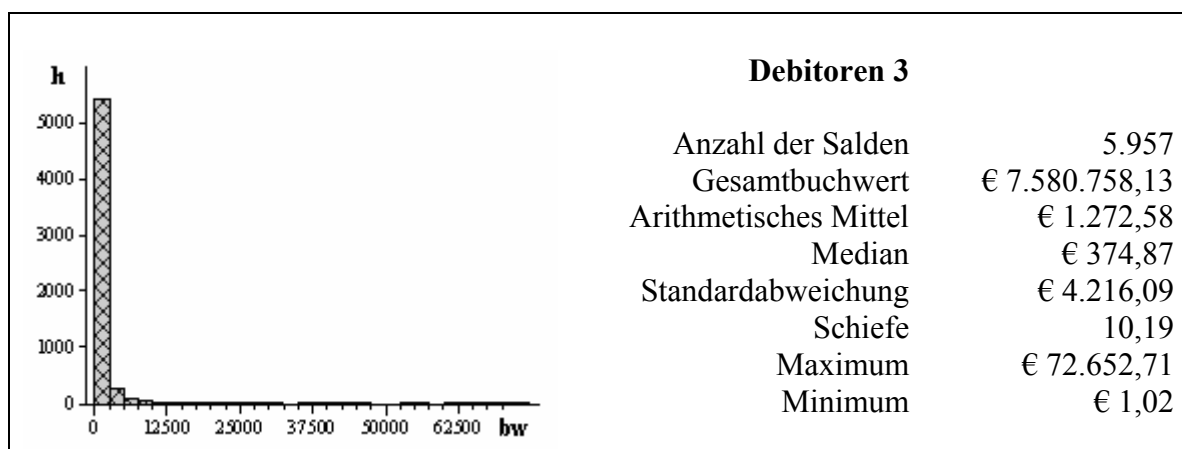 h
5000
4000
3000
2000
1000
0
0 12500 25000 37500 50000 62500 bw
Debitoren 3
Anzahl der Salden 5.957
Gesamtbuchwert € 7.580.758,13
Arithmetisches Mittel € 1.272,58
Median € 374,87
Standardabweichung € 4.216,09
Schiefe 10,19
Maximum € 72.652,71
Minimum € 1,02